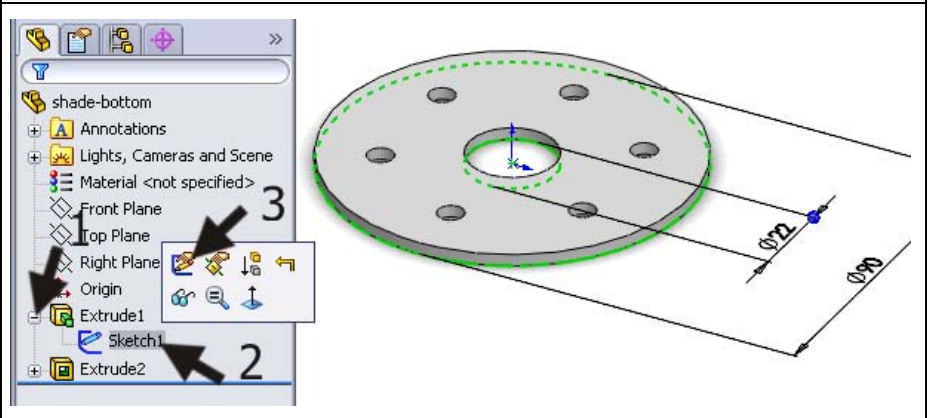 »
shade-bottom
A Annotations
Lights, Cameras and Scene
Material <not specified>
Front Plane
Top Plane
Right Plane
Origin
Extrude1
Sketch1
Extrude2
1
2
3
Ø22
Ø90